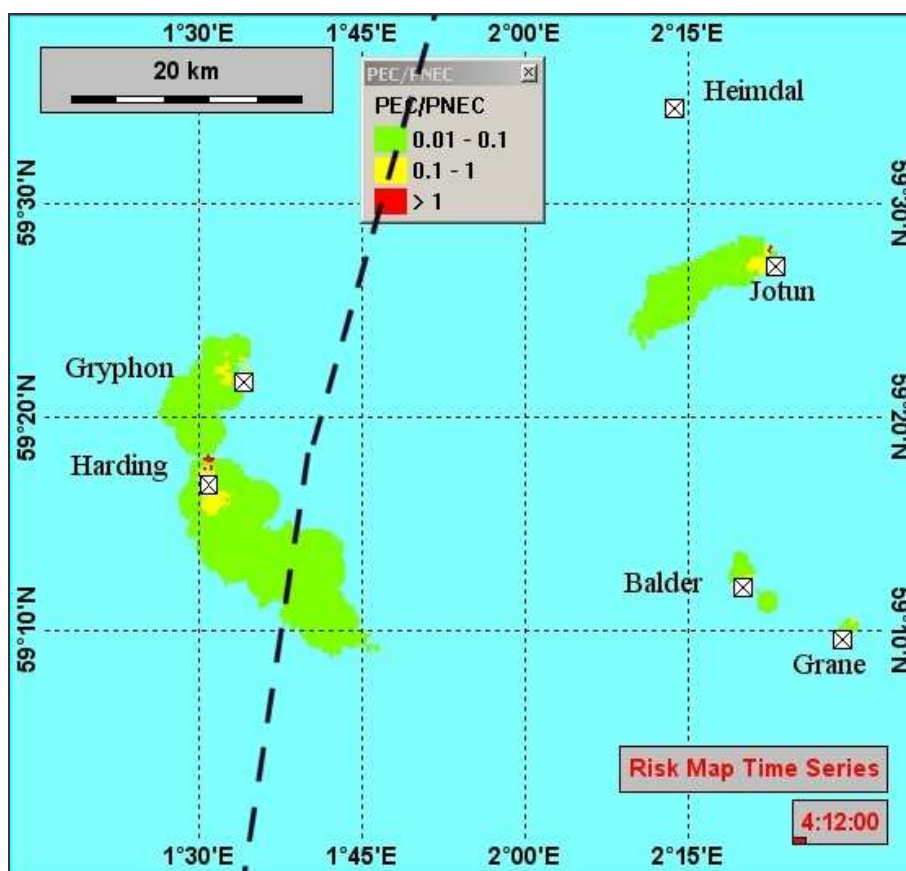 1°30'E 1°45'E 2°00'E 2°15'E
20 km
PEC/PNEC
PEC/PNEC
0.01 - 0.1
0.1 - 1
> 1
Heimdal
59°30'N
59°30'N
Jotun
Gryphon
59°20'N
59°20'N
Harding
Balder
59°10'N
59°10'N
Grane
Risk Map Time Series
4:12:00
1°30'E 1°45'E 2°00'E 2°15'E